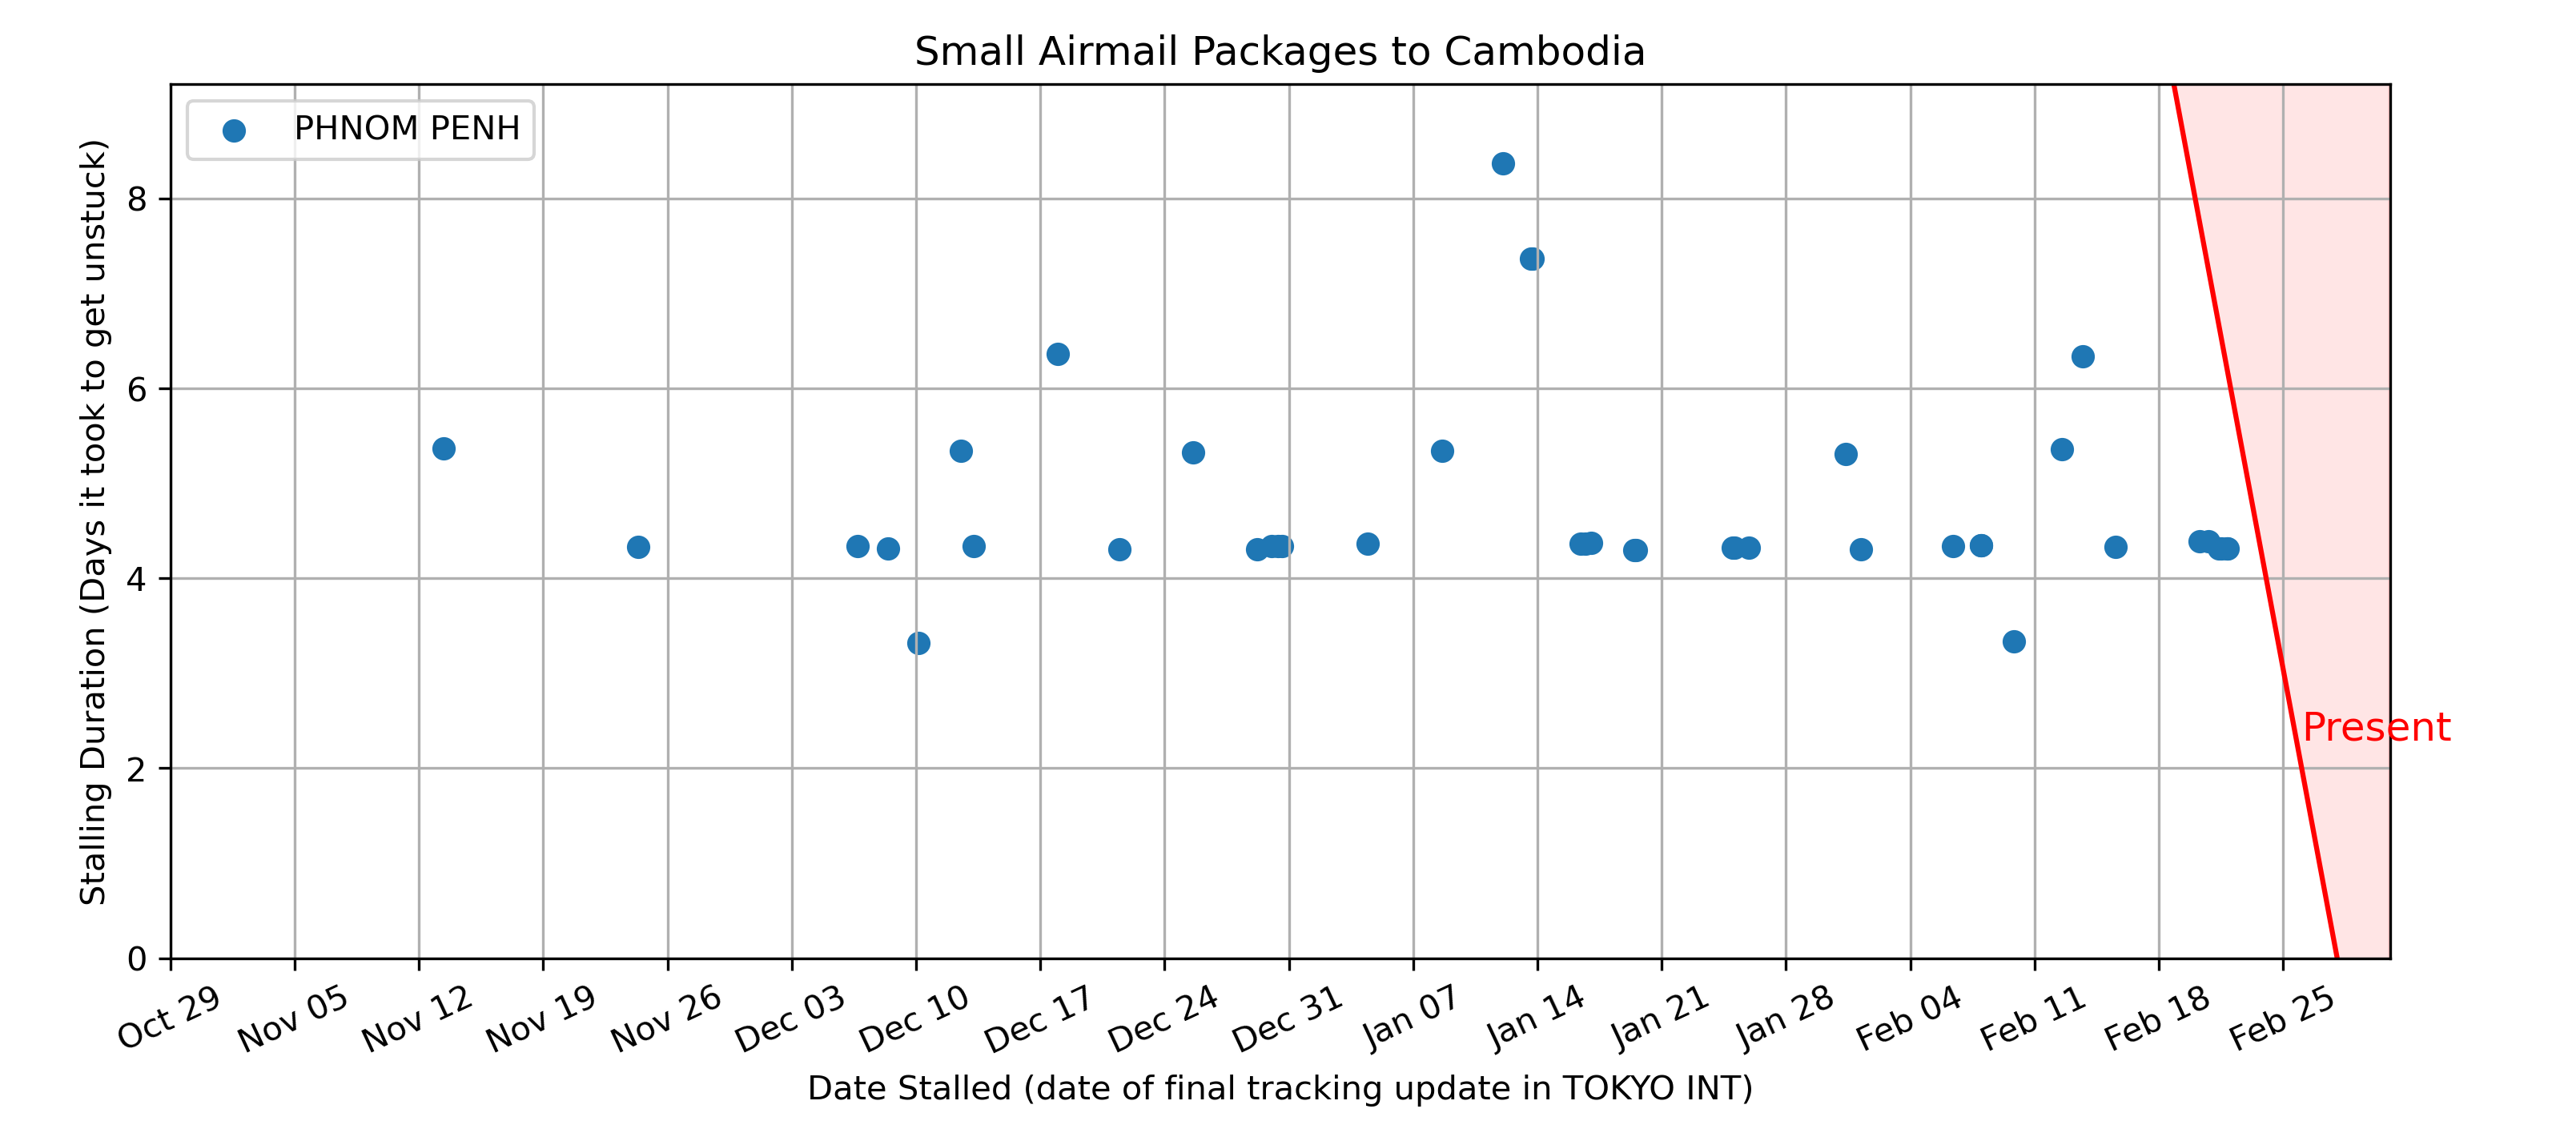 Small Airmail Packages to Cambodia
PHNOM PENH
Stalling Duration (Days it took to get unstuck)
8
6
4
2
0
Present
Oct 29
Nov 05
Nov 12
Nov 19
Nov 26
Dec 03
Dec 10
Dec 17
Dec 24
Dec 31
Jan 07
Jan 14
Jan 21
Jan 28
Feb 04
Feb 11
Feb 18
Feb 25
Date Stalled (date of final tracking update in TOKYO INT)